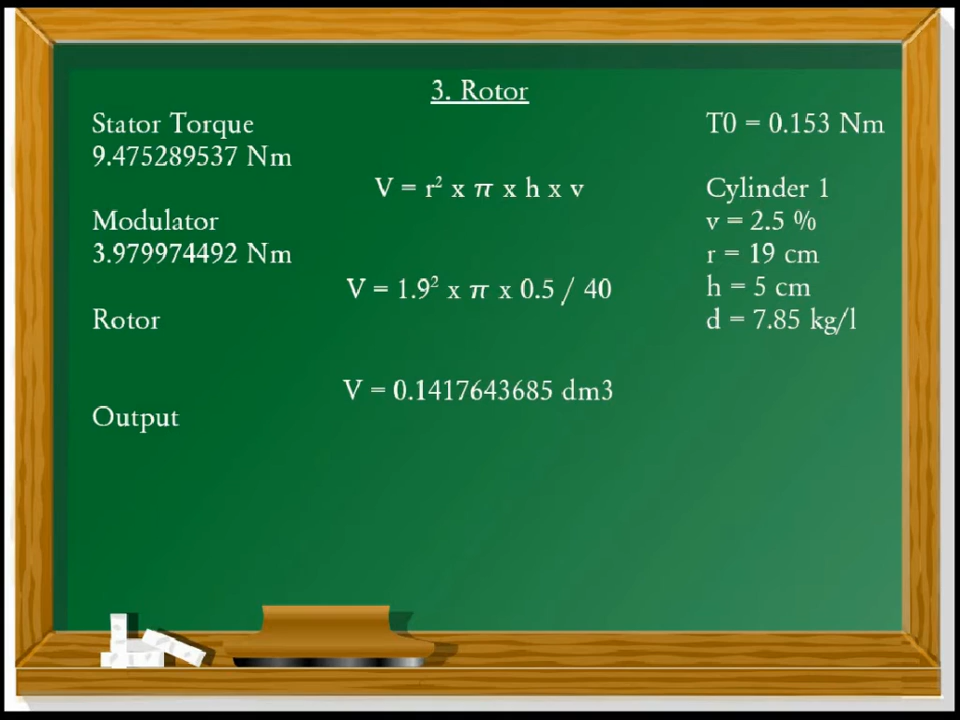 3. Rotor
Stator Torque
9.475289537 Nm
Modulator
3.979974492 Nm
Rotor
Output
V = r² x π x h x v
V = 1.9² x π x 0.5 / 40
V = 0.1417643685 dm3
T0 = 0.153 Nm
Cylinder 1
v = 2.5 %
r = 19 cm
h = 5 cm
d = 7.85 kg/l